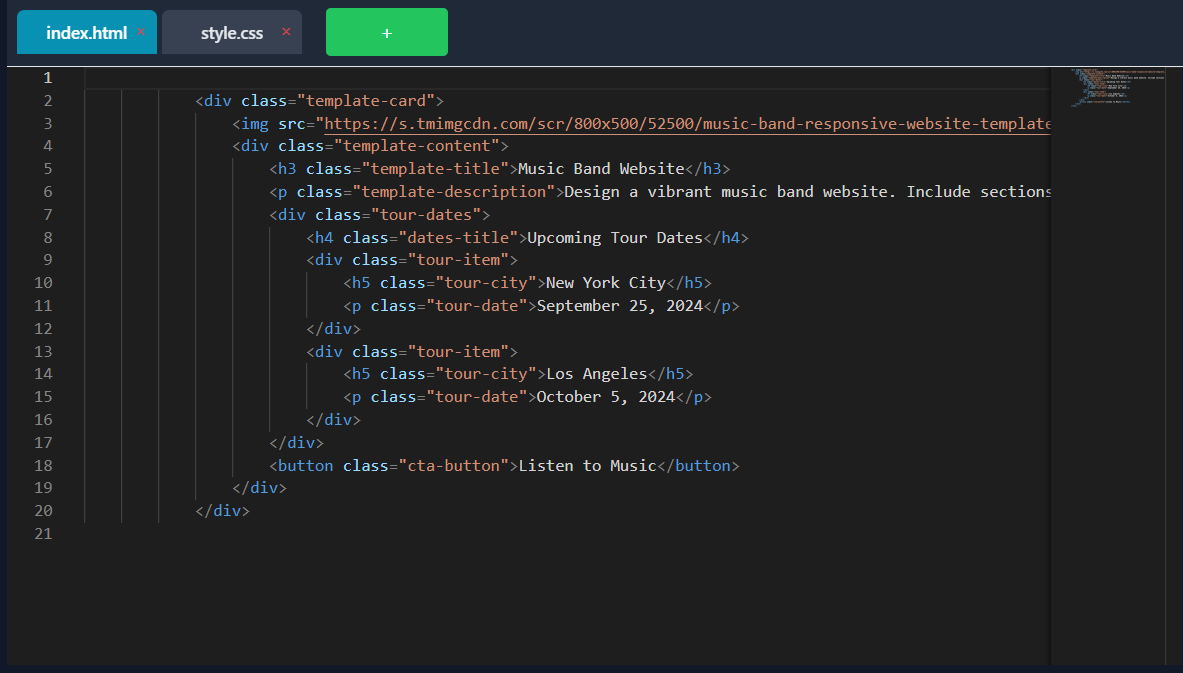 index.html × style.css × +
1
2 <div class="template-card">
3 <img src="https://s.tmimgcdn.com/scr/800x500/52500/music-band-responsive-website-template
4 <div class="template-content">
5 <h3 class="template-title">Music Band Website</h3>
6 <p class="template-description">Design a vibrant music band website. Include sections
7 <div class="tour-dates">
8 <h4 class="dates-title">Upcoming Tour Dates</h4>
9 <div class="tour-item">
10 <h5 class="tour-city">New York City</h5>
11 <p class="tour-date">September 25, 2024</p>
12 </div>
13 <div class="tour-item">
14 <h5 class="tour-city">Los Angeles</h5>
15 <p class="tour-date">October 5, 2024</p>
16 </div>
17 </div>
18 <button class="cta-button">Listen to Music</button>
19 </div>
20 </div>
21